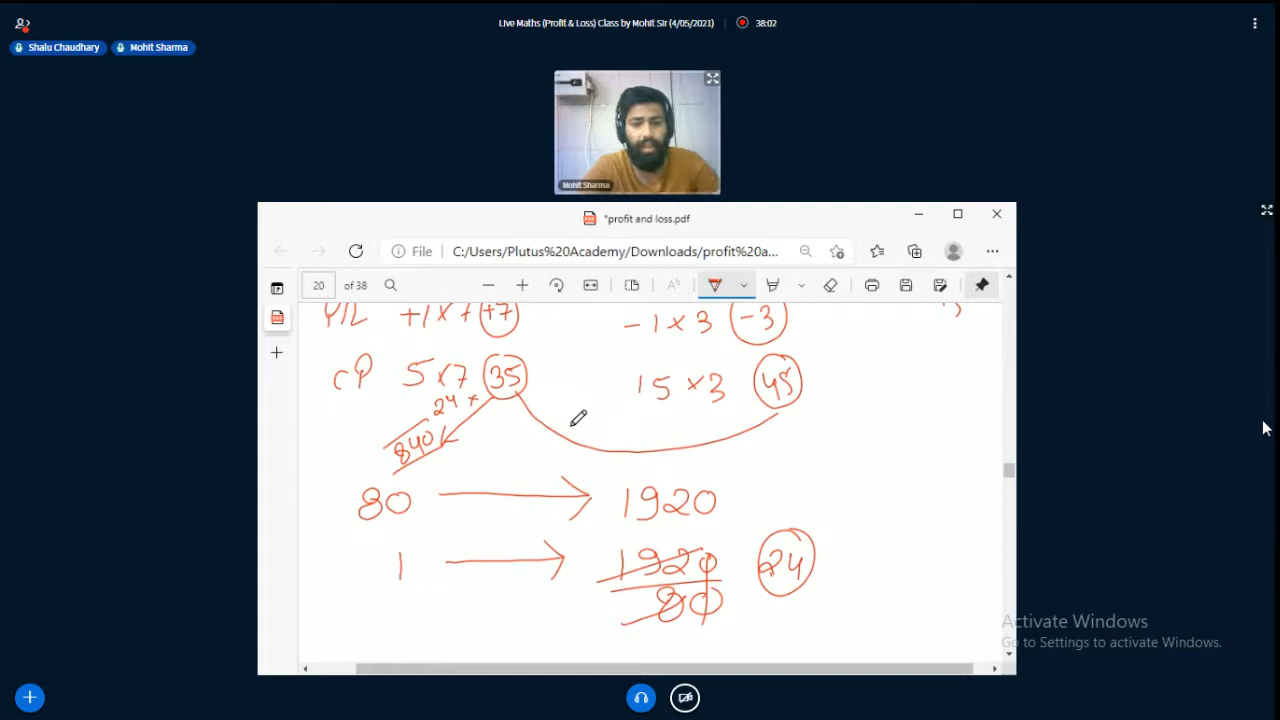 Live Maths (Profit & Loss) Class by Mohit Sir (4/05/2021) 38:02
Shalu Chaudhary Mohit Sharma
Mohit Sharma
*profit and loss.pdf
File C:/Users/Plutus%20Academy/Downloads/profit%20a...
20 of 38
P/L +1 x 7 +7 -1 x 3 -3
CP 5 x 7 35 15 x 3 45
24 x
840
80 → 1920
1 → 1920 24
80
Activate Windows
Go to Settings to activate Windows.